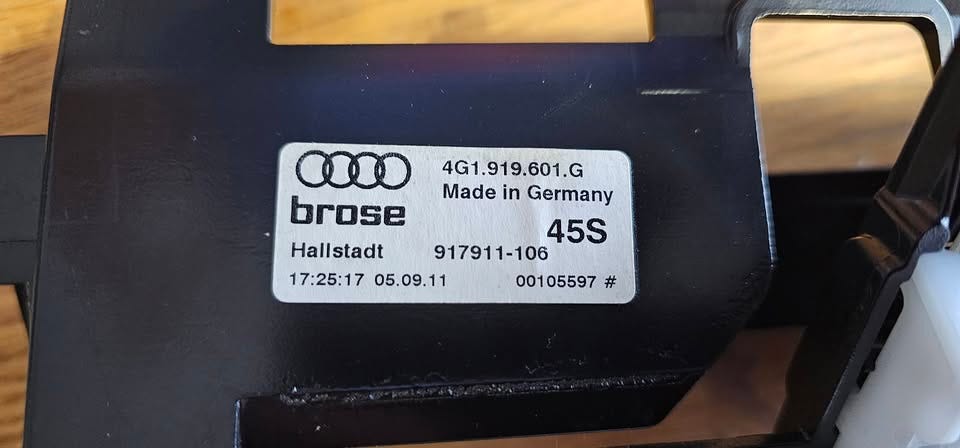 4G1.919.601.G
Made in Germany
brose
45S
Hallstadt 917911-106
17:25:17 05.09.11 00105597 #